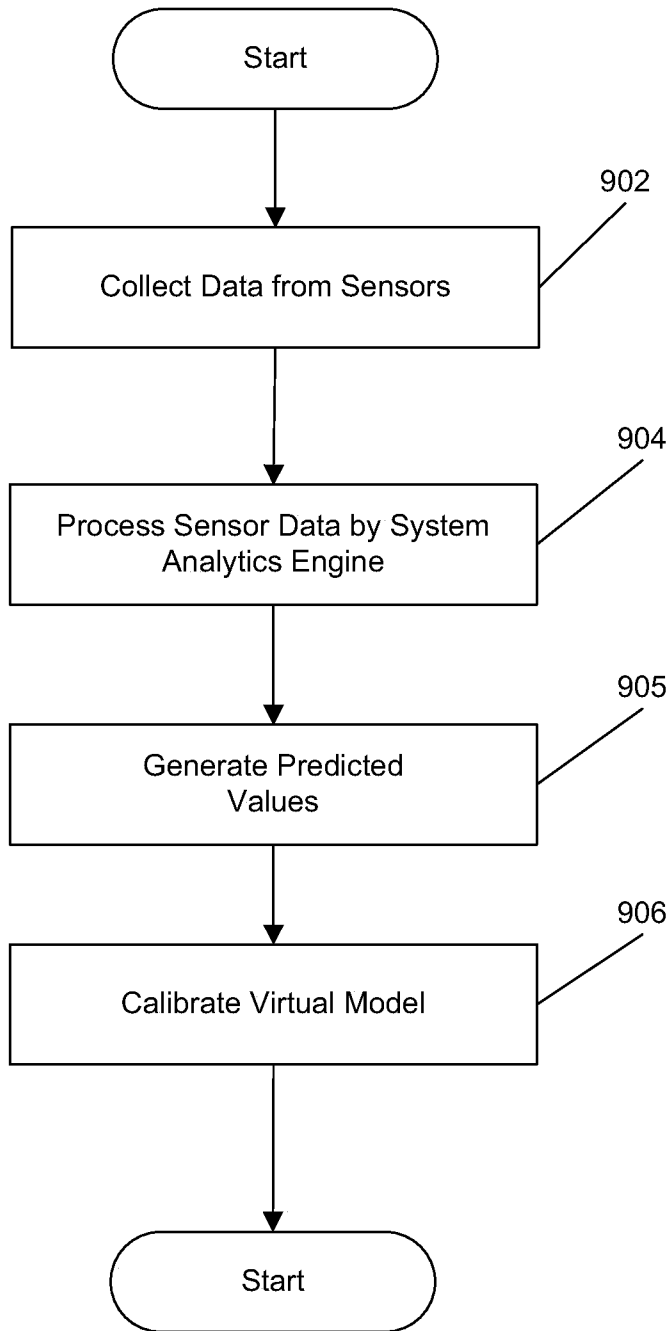 Start
902
Collect Data from Sensors
904
Process Sensor Data by System
Analytics Engine
905
Generate Predicted
Values
906
Calibrate Virtual Model
Start